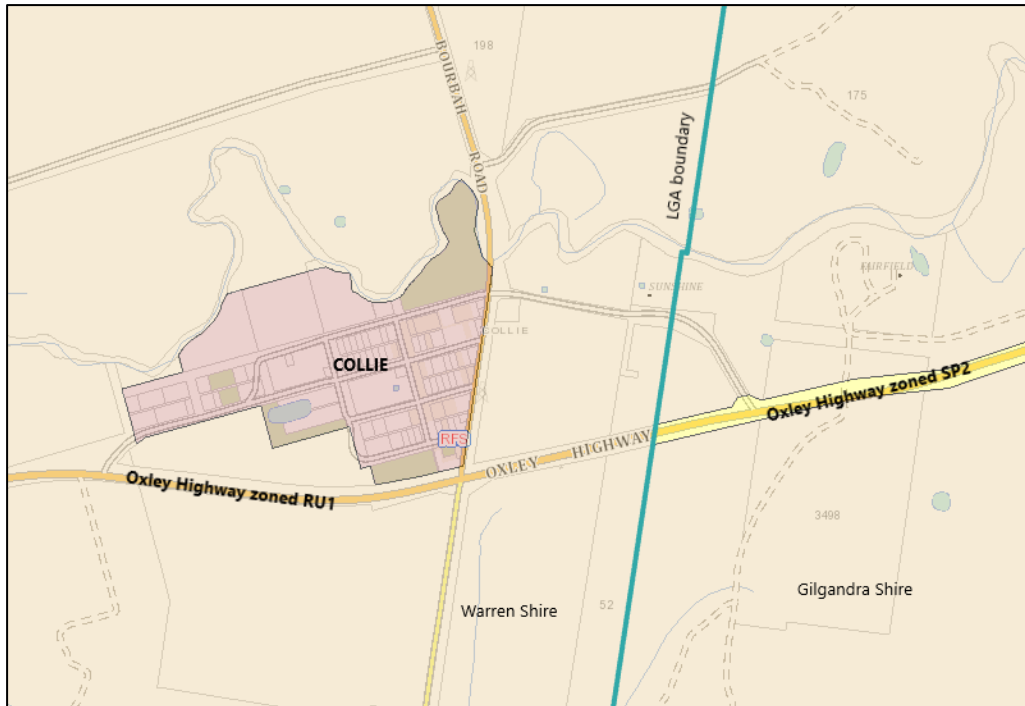 198
BOURBAH ROAD
175
LGA boundary
FAIRFIELD
SUNSHINE
COLLIE
COLLIE
Oxley Highway zoned SP2
RFS
OXLEY HIGHWAY
Oxley Highway zoned RU1
3498
Gilgandra Shire
52
Warren Shire